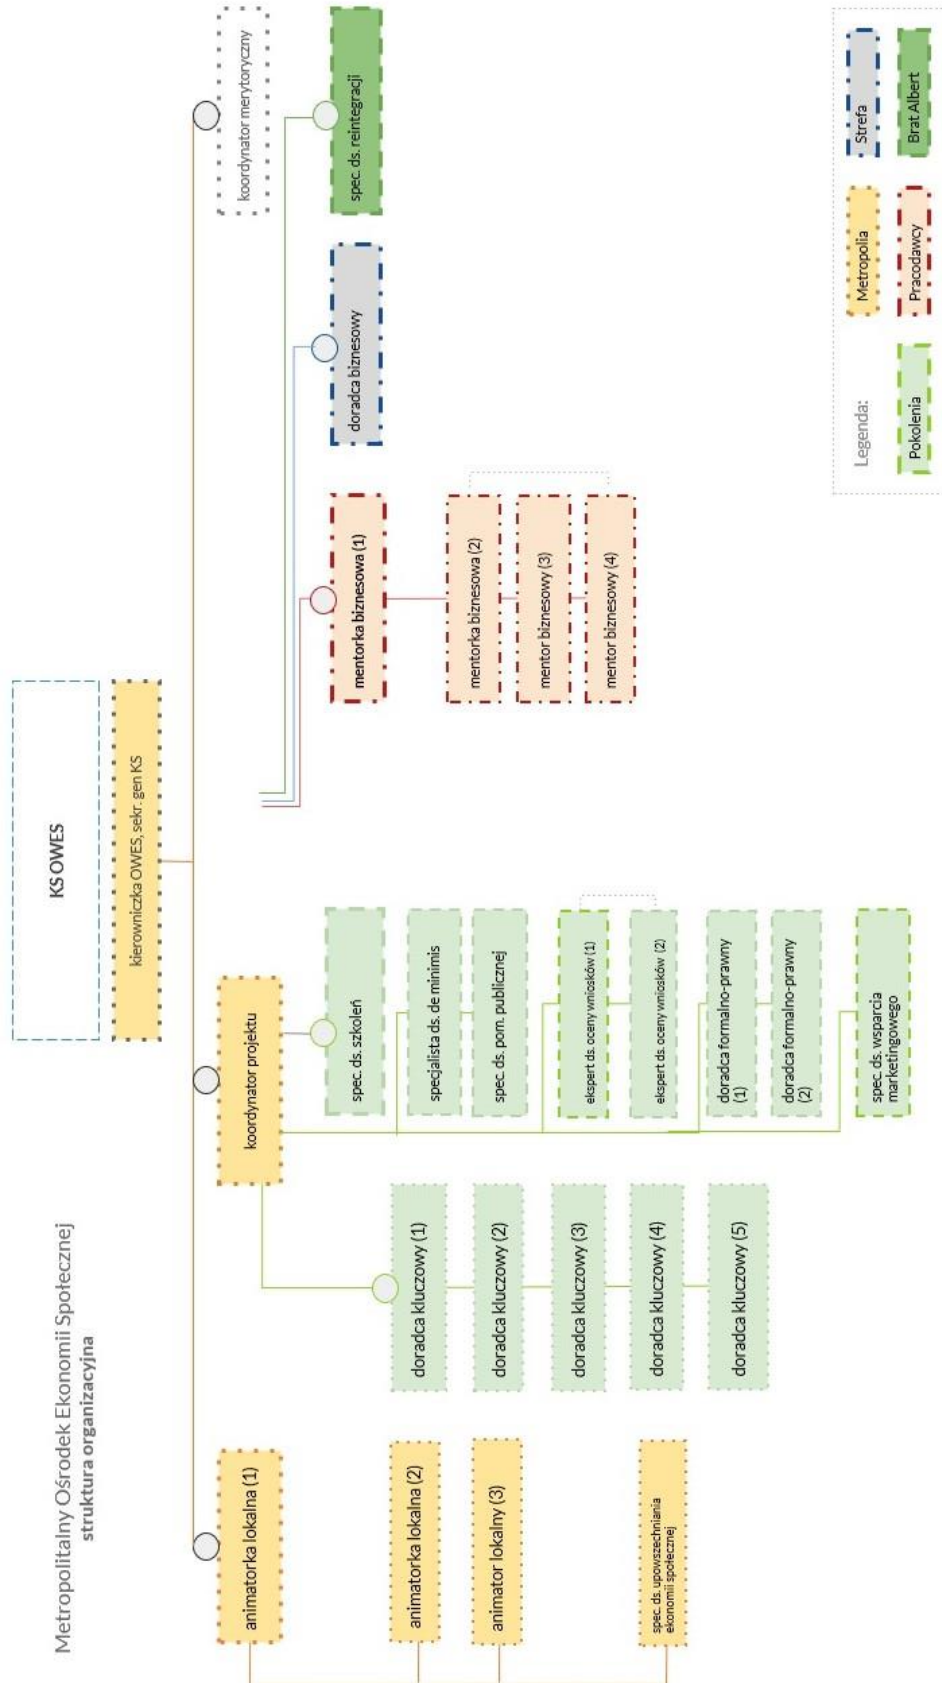 Metropolitalny Ośrodek Ekonomii Społecznej
struktura organizacyjna
KS OWES
kierowniczka OWES, sekr. gen KS
animatorka lokalna (1)
animatorka lokalna (2)
animator lokalny (3)
spec. ds. upowszechniania
ekonomii społecznej
koordynator projektu
doradca kluczowy (1)
doradca kluczowy (2)
doradca kluczowy (3)
doradca kluczowy (4)
doradca kluczowy (5)
spec. ds. szkoleń
specjalista ds. de minimis
spec. ds. pom. publicznej
ekspert ds. oceny wniosków (1)
ekspert ds. oceny wniosków (2)
doradca formalno-prawny
(1)
doradca formalno-prawny
(2)
spec. ds. wsparcia
marketingowego
mentorka biznesowa (1)
mentorka biznesowa (2)
mentor biznesowy (3)
mentor biznesowy (4)
doradca biznesowy
spec. ds. reintegracji
koordynator merytoryczny
Legenda:
Metropolia
Strefa
Pokolenia
Pracodawcy
Brat Albert